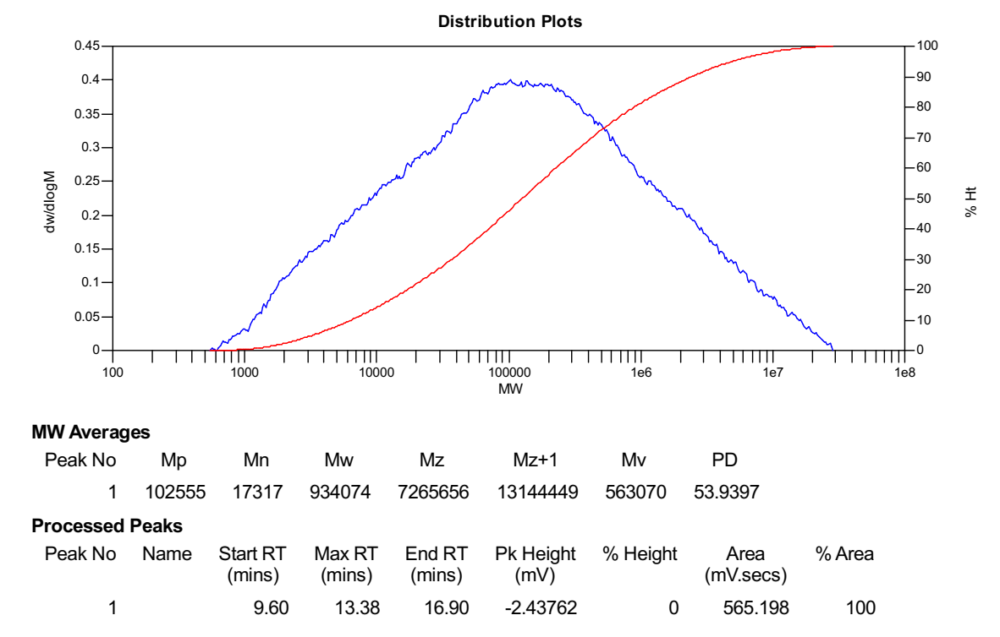 Distribution Plots
0.45
0.4
0.35
0.3
0.25
0.2
0.15
0.1
0.05
0
dw/dlogM
100
90
80
70
60
50
40
30
20
10
0
% Ht
100 1000 10000 100000 1e6 1e7 1e8
MW
MW Averages
Peak No Mp Mn Mw Mz Mz+1 Mv PD
1 102555 17317 934074 7265656 13144449 563070 53.9397
Processed Peaks
Peak No Name Start RT Max RT End RT Pk Height % Height Area % Area
(mins) (mins) (mins) (mV) (mV.secs)
1 9.60 13.38 16.90 -2.43762 0 565.198 100